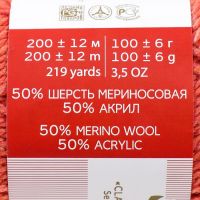 200 ± 12 м | 100 ± 6 г
200 ± 12 m | 100 ± 6 g
219 yards | 3,5 OZ
50% ШЕРСТЬ МЕРИНОСОВАЯ
50% АКРИЛ
50% MERINO WOOL
50% ACRYLIC